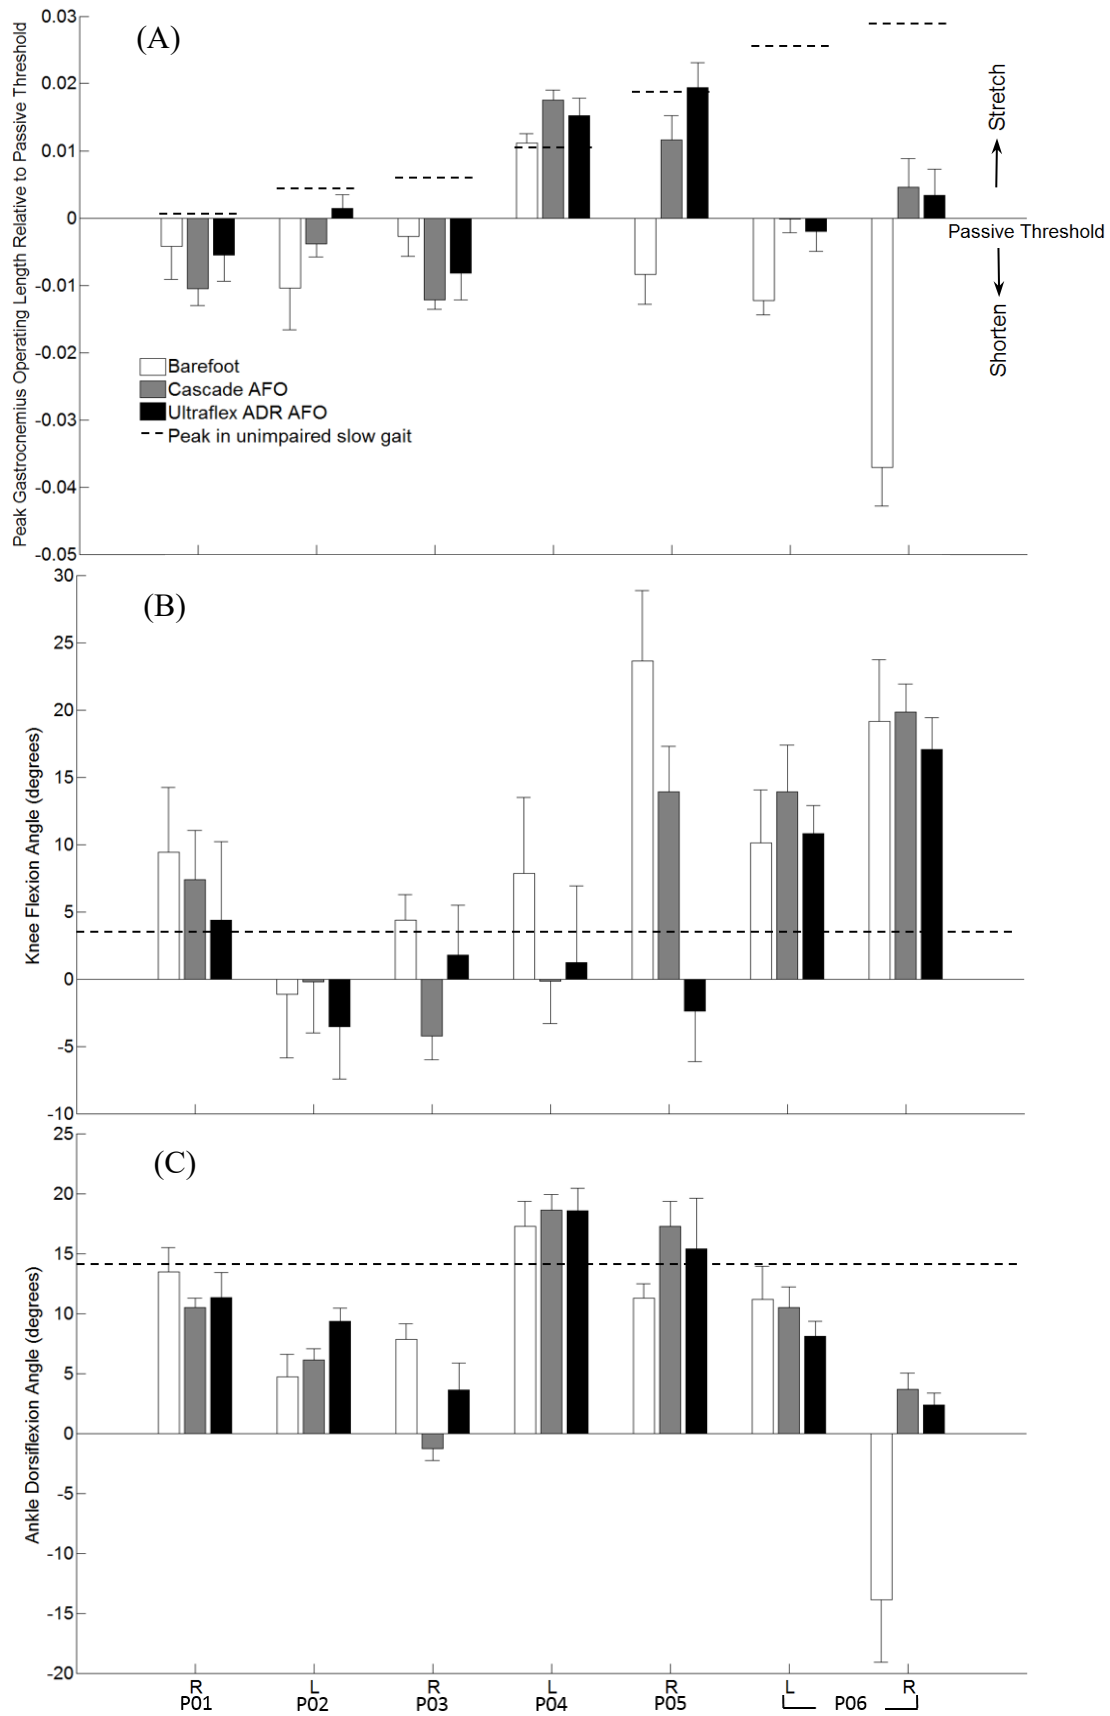 (A)
Peak Gastrocnemius Operating Length Relative to Passive Threshold
0.03
0.02
0.01
0
-0.01
-0.02
-0.03
-0.04
-0.05
Stretch
Passive Threshold
Shorten
Barefoot
Cascade AFO
Ultraflex ADR AFO
Peak in unimpaired slow gait
(B)
Knee Flexion Angle (degrees)
30
25
20
15
10
5
0
-5
-10
(C)
Ankle Dorsiflexion Angle (degrees)
25
20
15
10
5
0
-5
-10
-15
-20
R L R L R L R
P01 P02 P03 P04 P05 P06